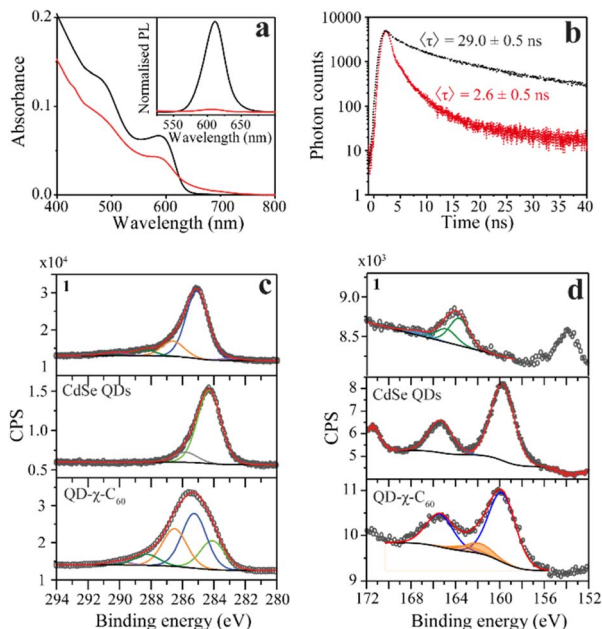 a
0.2
0.1
0.0
Absorbance
400 500 600 700 800
Wavelength (nm)
Normalised PL
550 650
Wavelength (nm)
b
10000
1000
100
10
1
Photon counts
⟨τ⟩ = 29.0 ± 0.5 ns
⟨τ⟩ = 2.6 ± 0.5 ns
0 5 10 15 20 25 30 35 40
Time (ns)
x10⁴
c
1
3
2
1
CdSe QDs
1.5
1.0
0.5
CPS
QD-χ-C₆₀
3
2
1
294 292 290 288 286 284 282 280
Binding energy (eV)
x10³
d
1
9.0
8.5
CdSe QDs
8
7
6
5
CPS
QD-χ-C₆₀
11
10
9
172 168 164 160 156 152
Binding energy (eV)